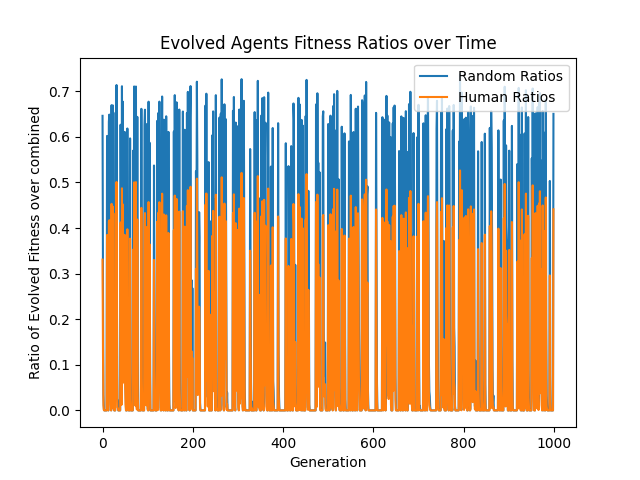 Evolved Agents Fitness Ratios over Time
Random Ratios
Human Ratios
Ratio of Evolved Fitness over combined
0.7
0.6
0.5
0.4
0.3
0.2
0.1
0.0
0 200 400 600 800 1000
Generation